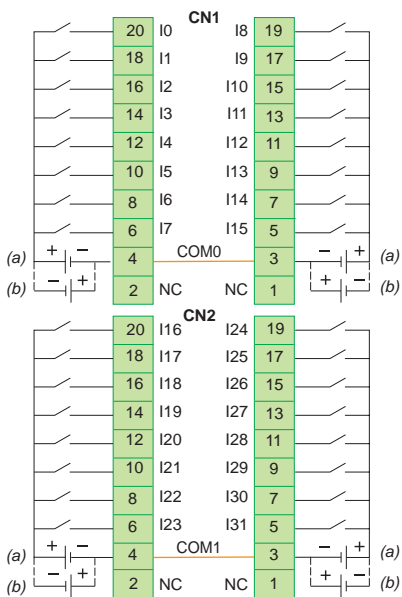 CN1
20 I0 I8 19
18 I1 I9 17
16 I2 I10 15
14 I3 I11 13
12 I4 I12 11
10 I5 I13 9
8 I6 I14 7
6 I7 I15 5
(a) + − 4 COM0 3 − + (a)
(b) − + 2 NC NC 1 + − (b)
CN2
20 I16 I24 19
18 I17 I25 17
16 I18 I26 15
14 I19 I27 13
12 I20 I28 11
10 I21 I29 9
8 I22 I30 7
6 I23 I31 5
(a) + − 4 COM1 3 − + (a)
(b) − + 2 NC NC 1 + − (b)